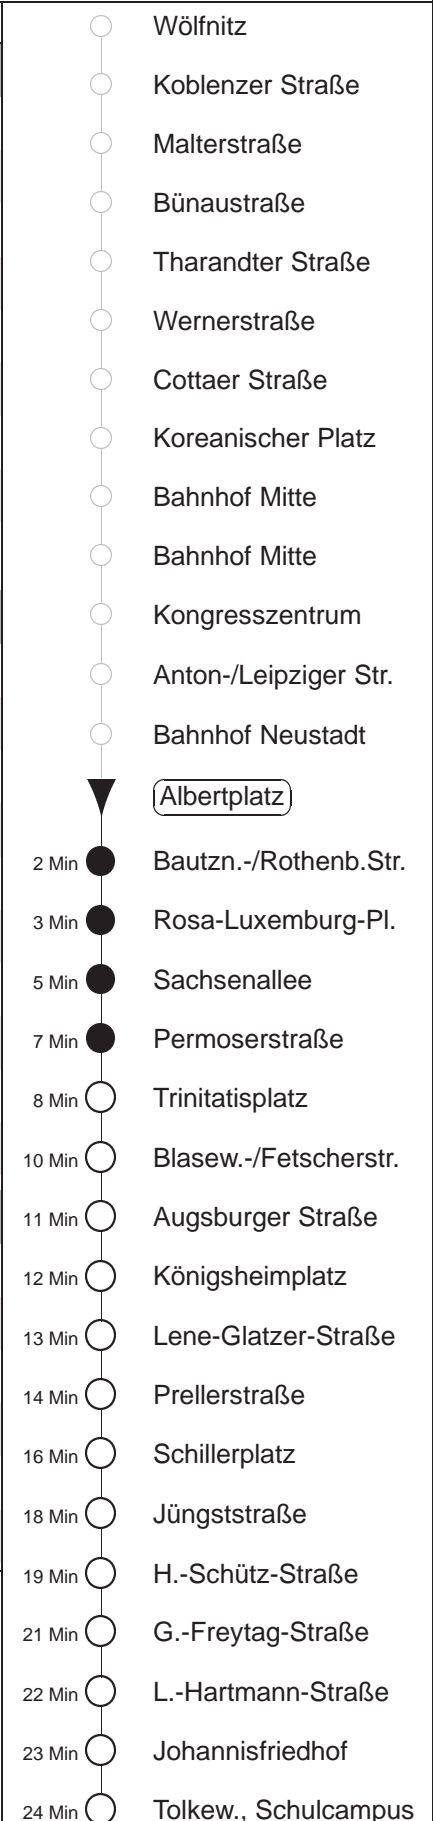 Wölfnitz
Koblenzer Straße
Malterstraße
Bünaustraße
Tharandter Straße
Wernerstraße
Cottaer Straße
Koreanischer Platz
Bahnhof Mitte
Bahnhof Mitte
Kongresszentrum
Anton-/Leipziger Str.
Bahnhof Neustadt
Albertplatz
2 Min Bautzn.-/Rothenb.Str.
3 Min Rosa-Luxemburg-Pl.
5 Min Sachsenallee
7 Min Permoserstraße
8 Min Trinitatisplatz
10 Min Blasew.-/Fetscherstr.
11 Min Augsburger Straße
12 Min Königsheimplatz
13 Min Lene-Glatzer-Straße
14 Min Prellerstraße
16 Min Schillerplatz
18 Min Jüngststraße
19 Min H.-Schütz-Straße
21 Min G.-Freytag-Straße
22 Min L.-Hartmann-Straße
23 Min Johannisfriedhof
24 Min Tolkew., Schulcampus